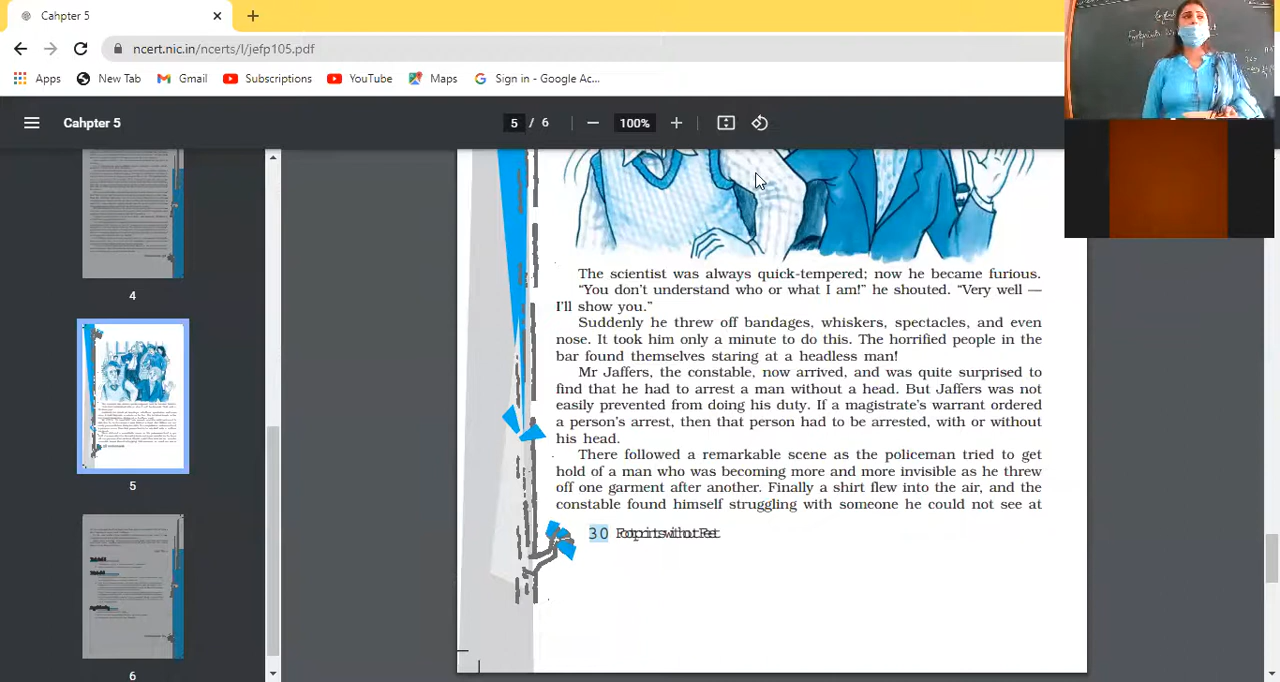 Cahpter 5
ncert.nic.in/ncerts/l/jefp105.pdf
Apps New Tab Gmail Subscriptions YouTube Maps Sign in - Google Ac...
Cahpter 5
5 / 6
100%
4
5
6
The scientist was always quick-tempered; now he became furious.
“You don’t understand who or what I am!” he shouted. “Very well —
I’ll show you.”
Suddenly he threw off bandages, whiskers, spectacles, and even
nose. It took him only a minute to do this. The horrified people in the
bar found themselves staring at a headless man!
Mr Jaffers, the constable, now arrived, and was quite surprised to
find that he had to arrest a man without a head. But Jaffers was not
easily prevented from doing his duty. If a magistrate’s warrant ordered
a person’s arrest, then that person had to be arrested, with or without
his head.
There followed a remarkable scene as the policeman tried to get
hold of a man who was becoming more and more invisible as he threw
off one garment after another. Finally a shirt flew into the air, and the
constable found himself struggling with someone he could not see at
30